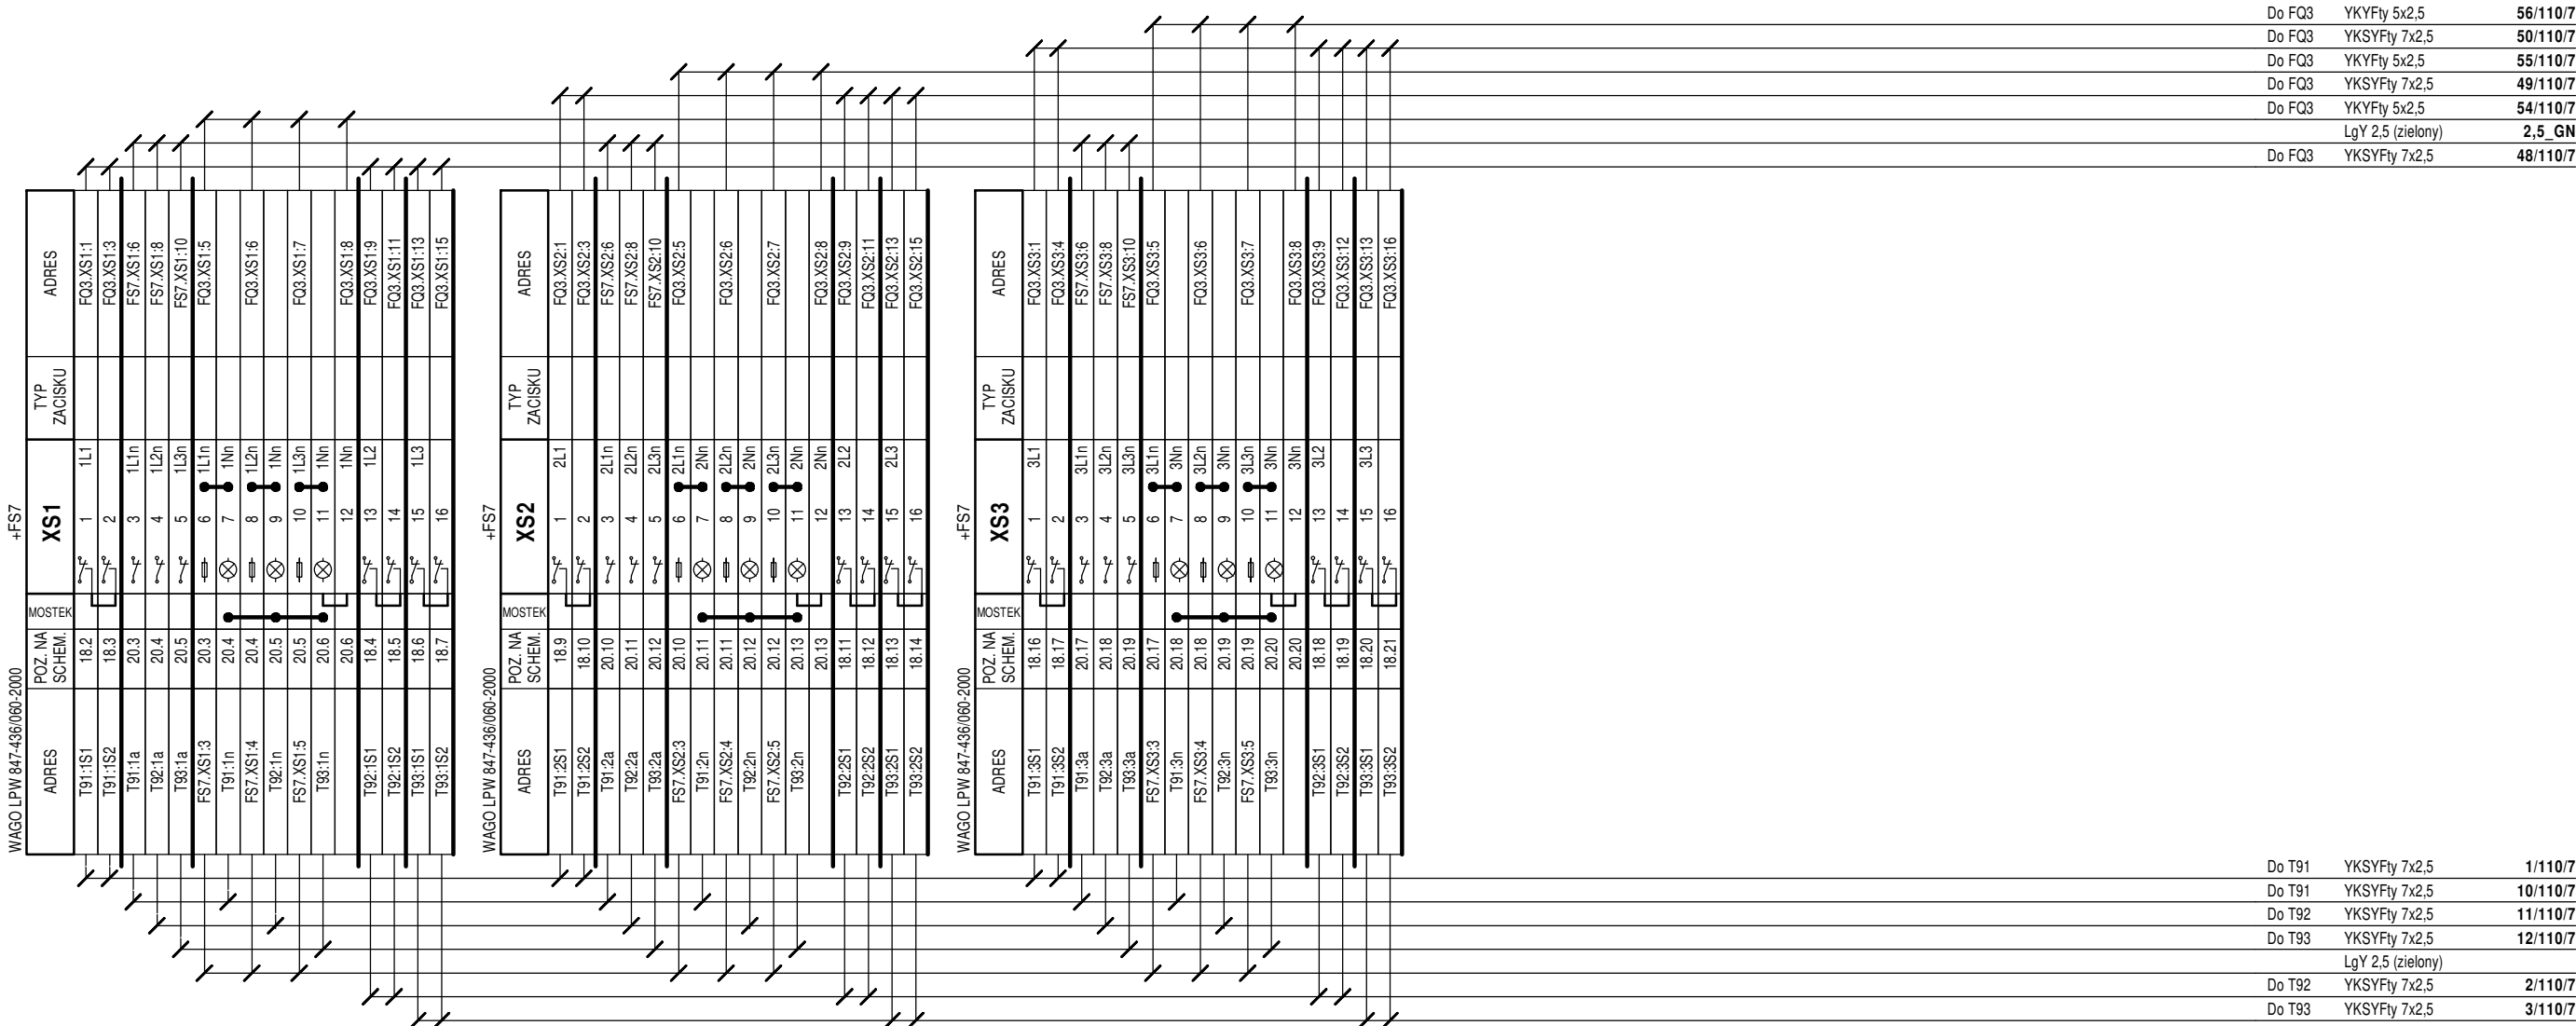 Do FQ3 YKYFty 5x2,5 56/110/7
Do FQ3 YKSYFty 7x2,5 50/110/7
Do FQ3 YKYFty 5x2,5 55/110/7
Do FQ3 YKSYFty 7x2,5 49/110/7
Do FQ3 YKYFty 5x2,5 54/110/7
LgY 2,5 (zielony) 2,5_GN
Do FQ3 YKSYFty 7x2,5 48/110/7
WAGO LPW 847-436/060-2000 +FS7
ADRES POZ. NA SCHEM. MOSTEK XS1 TYP ZACISKU ADRES
T91:1S1 18.2 1 1L1 FQ3.XS1:1
T91:1S2 18.3 2 FQ3.XS1:3
T91:1a 20.3 3 1L1n FS7.XS1:6
T92:1a 20.4 4 1L2n FS7.XS1:8
T93:1a 20.5 5 1L3n FS7.XS1:10
FS7.XS1:3 20.3 6 1L1n FQ3.XS1:5
T91:1n 20.4 7 1Nn
FS7.XS1:4 20.4 8 1L2n FQ3.XS1:6
T92:1n 20.5 9 1Nn
FS7.XS1:5 20.5 10 1L3n FQ3.XS1:7
T93:1n 20.6 11 1Nn
20.6 12 1Nn FQ3.XS1:8
T92:1S1 18.4 13 1L2 FQ3.XS1:9
T92:1S2 18.5 14 FQ3.XS1:11
T93:1S1 18.6 15 1L3 FQ3.XS1:13
T93:1S2 18.7 16 FQ3.XS1:15
WAGO LPW 847-436/060-2000 +FS7
ADRES POZ. NA SCHEM. MOSTEK XS2 TYP ZACISKU ADRES
T91:2S1 18.9 1 2L1 FQ3.XS2:1
T91:2S2 18.10 2 FQ3.XS2:3
T91:2a 20.10 3 2L1n FS7.XS2:6
T92:2a 20.11 4 2L2n FS7.XS2:8
T93:2a 20.12 5 2L3n FS7.XS2:10
FS7.XS2:3 20.10 6 2L1n FQ3.XS2:5
T91:2n 20.11 7 2Nn
FS7.XS2:4 20.11 8 2L2n FQ3.XS2:6
T92:2n 20.12 9 2Nn
FS7.XS2:5 20.12 10 2L3n FQ3.XS2:7
T93:2n 20.13 11 2Nn
20.13 12 2Nn FQ3.XS2:8
T92:2S1 18.11 13 2L2 FQ3.XS2:9
T92:2S2 18.12 14 FQ3.XS2:11
T93:2S1 18.13 15 2L3 FQ3.XS2:13
T93:2S2 18.14 16 FQ3.XS2:15
WAGO LPW 847-436/060-2000 +FS7
ADRES POZ. NA SCHEM. MOSTEK XS3 TYP ZACISKU ADRES
T91:3S1 18.16 1 3L1 FQ3.XS3:1
T91:3S2 18.17 2 FQ3.XS3:4
T91:3a 20.17 3 3L1n FS7.XS3:6
T92:3a 20.18 4 3L2n FS7.XS3:8
T93:3a 20.19 5 3L3n FS7.XS3:10
FS7.XS3:3 20.17 6 3L1n FQ3.XS3:5
T91:3n 20.18 7 3Nn
FS7.XS3:4 20.18 8 3L2n FQ3.XS3:6
T92:3n 20.19 9 3Nn
FS7.XS3:5 20.19 10 3L3n FQ3.XS3:7
T93:3n 20.20 11 3Nn
20.20 12 3Nn FQ3.XS3:8
T92:3S1 18.18 13 3L2 FQ3.XS3:9
T92:3S2 18.19 14 FQ3.XS3:12
T93:3S1 18.20 15 3L3 FQ3.XS3:13
T93:3S2 18.21 16 FQ3.XS3:16
Do T91 YKSYFty 7x2,5 1/110/7
Do T91 YKSYFty 7x2,5 10/110/7
Do T92 YKSYFty 7x2,5 11/110/7
Do T93 YKSYFty 7x2,5 12/110/7
LgY 2,5 (zielony)
Do T92 YKSYFty 7x2,5 2/110/7
Do T93 YKSYFty 7x2,5 3/110/7